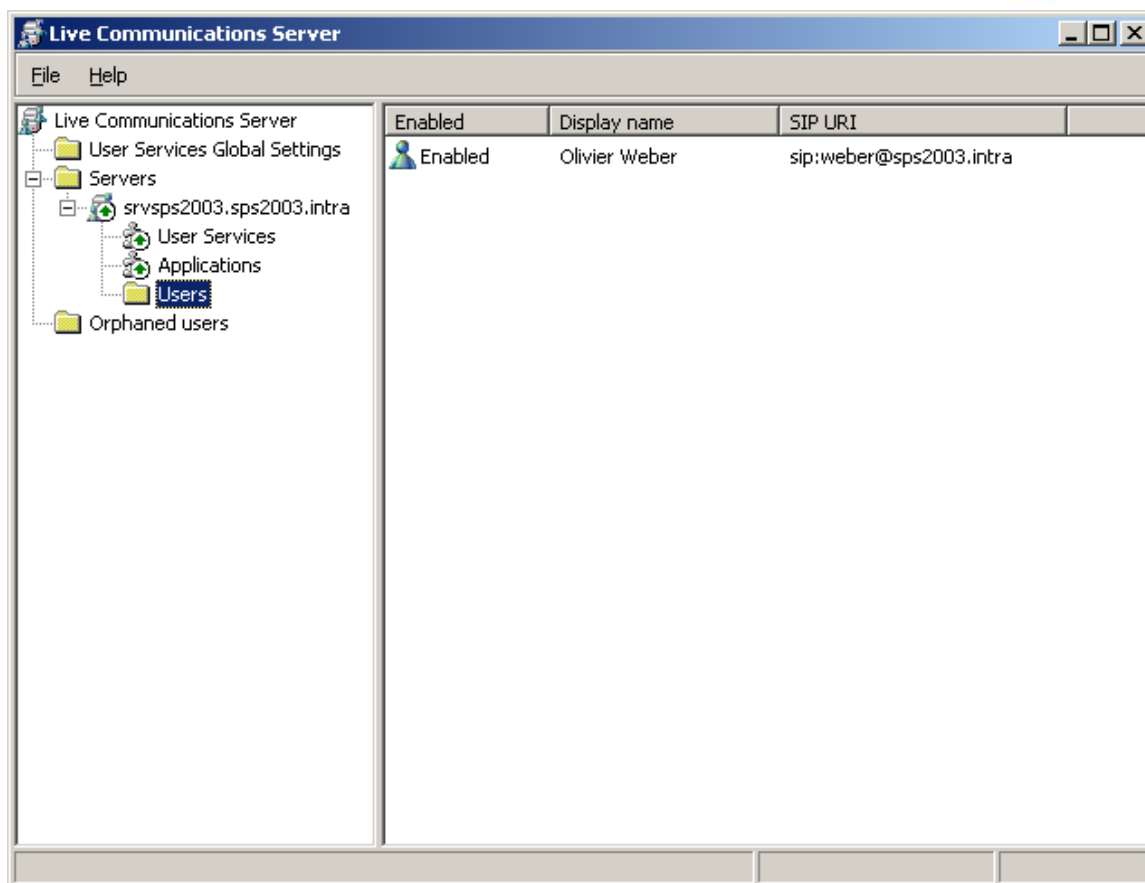 Live Communications Server
File Help
Live Communications Server
User Services Global Settings
Servers
srvsps2003.sps2003.intra
User Services
Applications
Users
Orphaned users
Enabled Display name SIP URI
Enabled Olivier Weber sip:weber@sps2003.intra